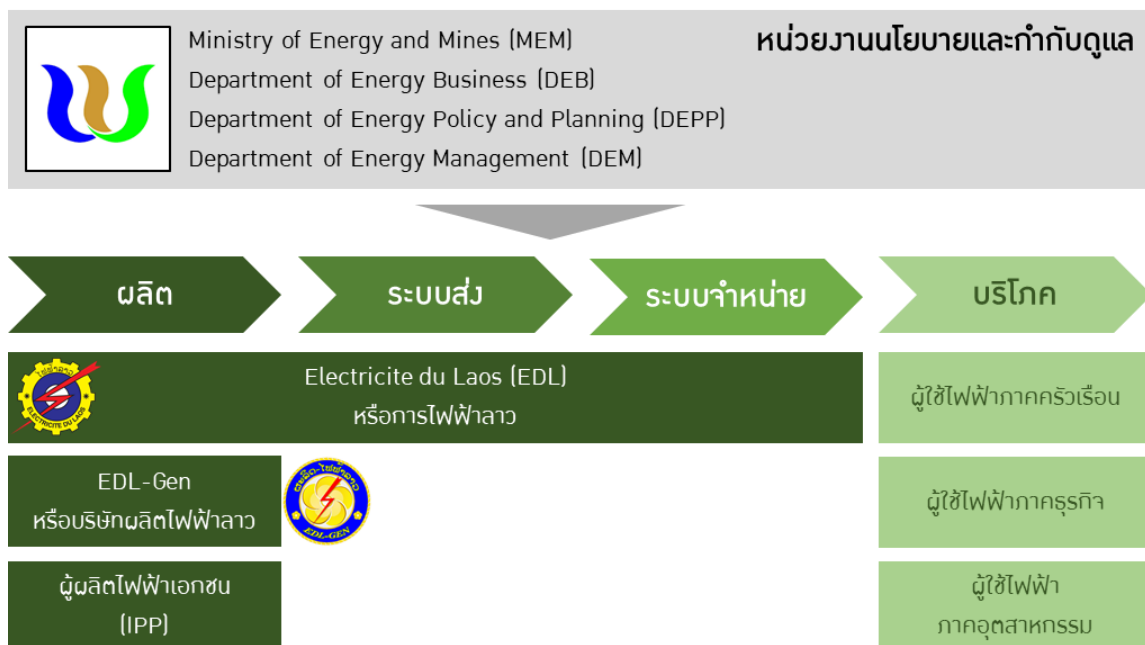 หน่วยงานนโยบายและกำกับดูแล
Ministry of Energy and Mines (MEM)
Department of Energy Business (DEB)
Department of Energy Policy and Planning (DEPP)
Department of Energy Management (DEM)
ผลิต
ระบบส่ง
ระบบจำหน่าย
บริโภค
ELECTRICITE DU LAOS
Electricite du Laos (EDL)
หรือการไฟฟ้าลาว
ผู้ใช้ไฟฟ้าภาคครัวเรือน
EDL-Gen
หรือบริษัทผลิตไฟฟ้าลาว
EDL-GEN
ผู้ใช้ไฟฟ้าภาคธุรกิจ
ผู้ผลิตไฟฟ้าเอกชน
(IPP)
ผู้ใช้ไฟฟ้า
ภาคอุตสาหกรรม